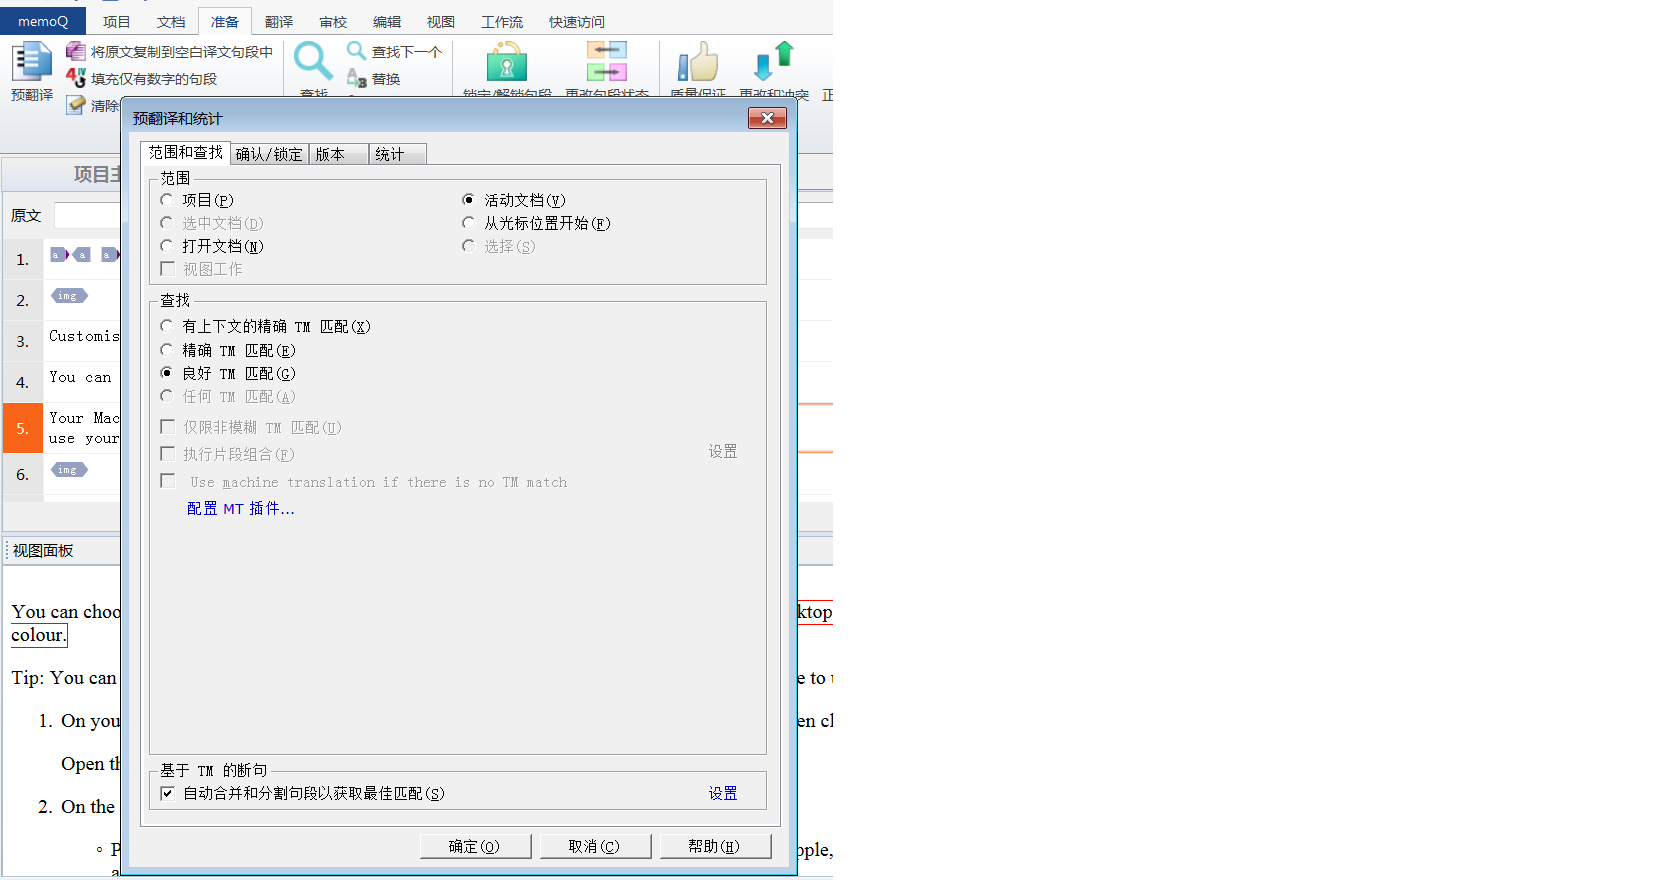 memoQ 项目 文档 准备 翻译 审校 编辑 视图 工作流 快速访问
预翻译
将原文复制到空白译文句段中
填充仅有数字的句段
清除
查找
查找下一个
替换
锁定/解锁句段 更改句段状态 质量保证 更改和冲突 正
预翻译和统计
范围和查找 确认/锁定 版本 统计
范围
项目(P) 活动文档(V)
选中文档(D) 从光标位置开始(F)
打开文档(N) 选择(S)
视图工作
查找
有上下文的精确 TM 匹配(X)
精确 TM 匹配(E)
良好 TM 匹配(G)
任何 TM 匹配(A)
仅限非模糊 TM 匹配(U)
执行片段组合(F) 设置
Use machine translation if there is no TM match
配置 MT 插件...
基于 TM 的断句
自动合并和分割句段以获取最佳匹配(S) 设置
确定(O) 取消(C) 帮助(H)
项目主
原文
1. a a a
2. img
3. Customis
4. You can
5. Your Mac
use your
6. img
视图面板
You can choo ktop
colour.
Tip: You can e to u
1. On you en cl
Open th
2. On the
P pple,
a